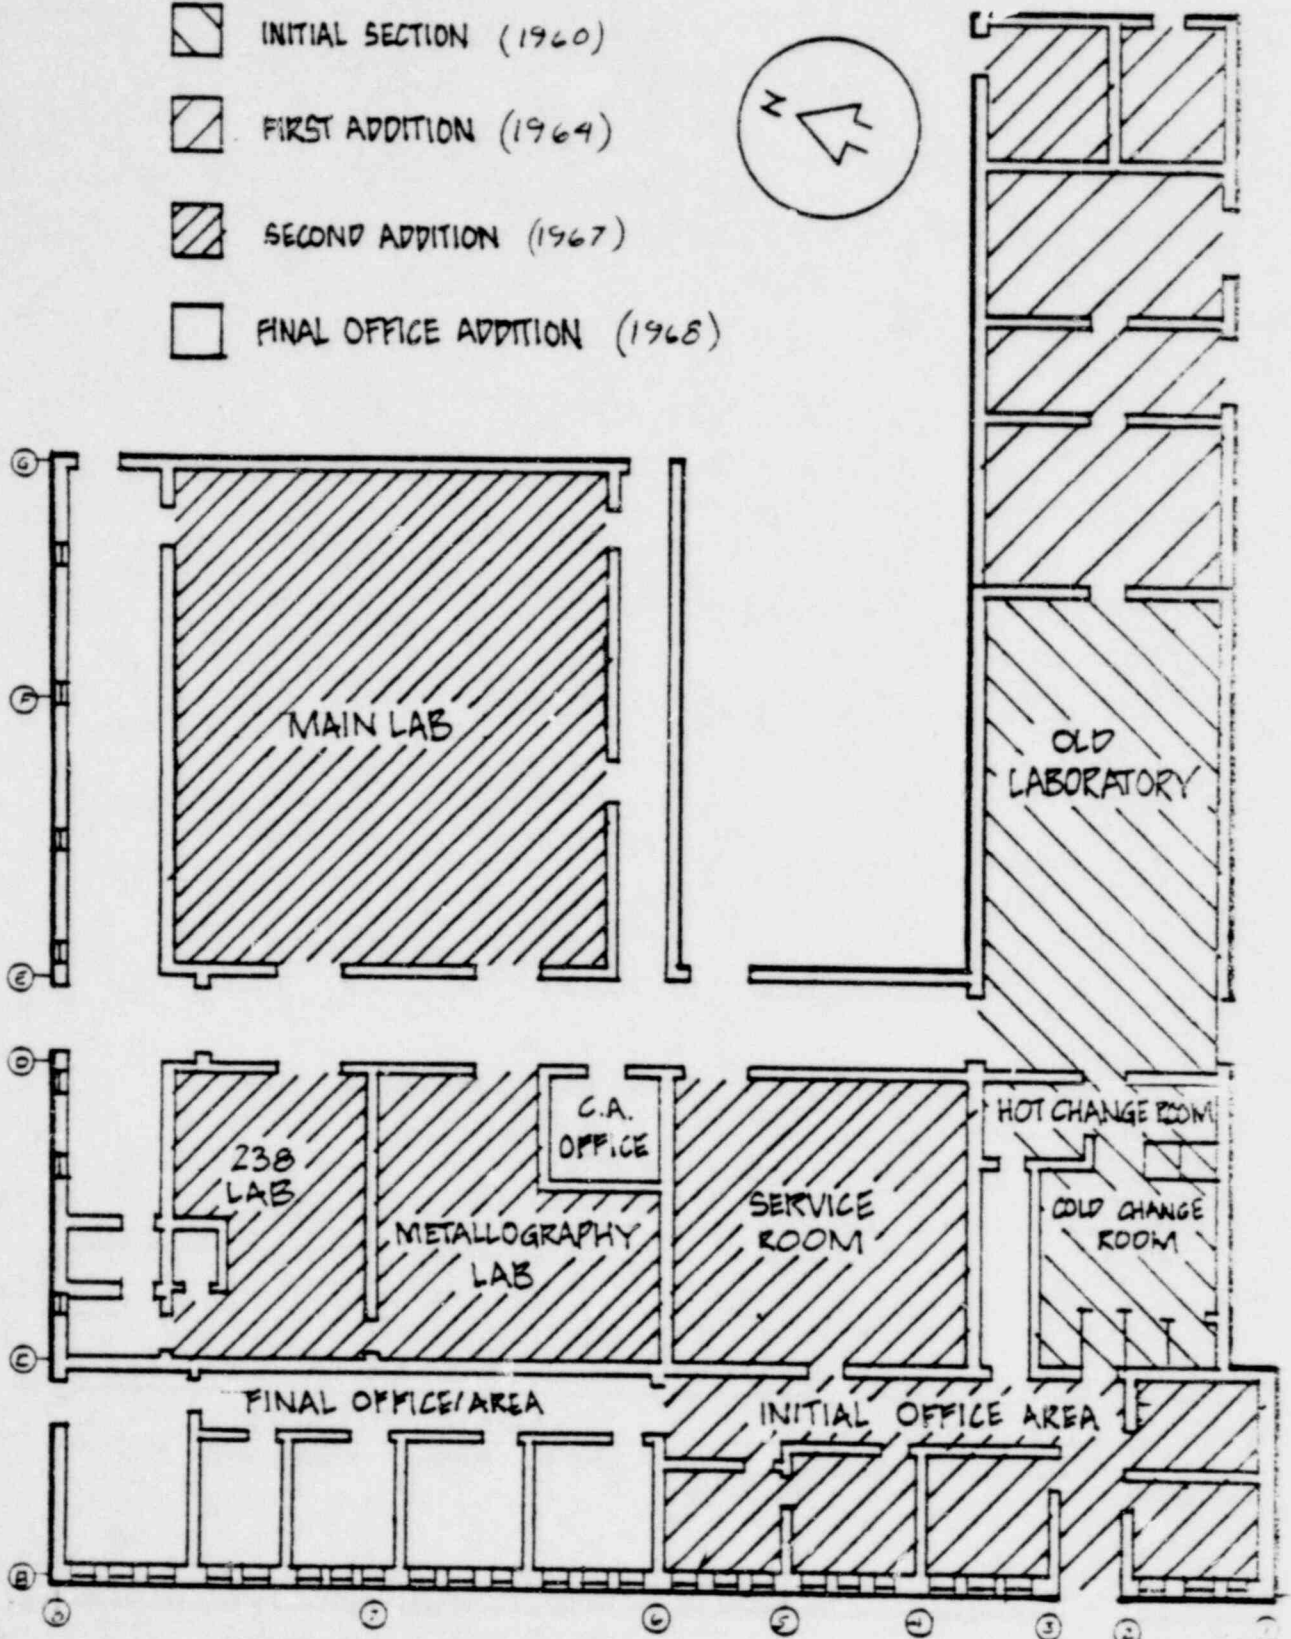 INITIAL SECTION (1960)
FIRST ADDITION (1964)
SECOND ADDITION (1967)
FINAL OFFICE ADDITION (1968)
N
G
F
MAIN LAB
OLD
LABORATORY
E
D
C.A.
OFFICE
HOT CHANGE ROOM
238
LAB
SERVICE
ROOM
COLD CHANGE
ROOM
METALLOGRAPHY
LAB
C
FINAL OFFICE/AREA
INITIAL OFFICE AREA
B
8
7
6
5
4
3
2
1